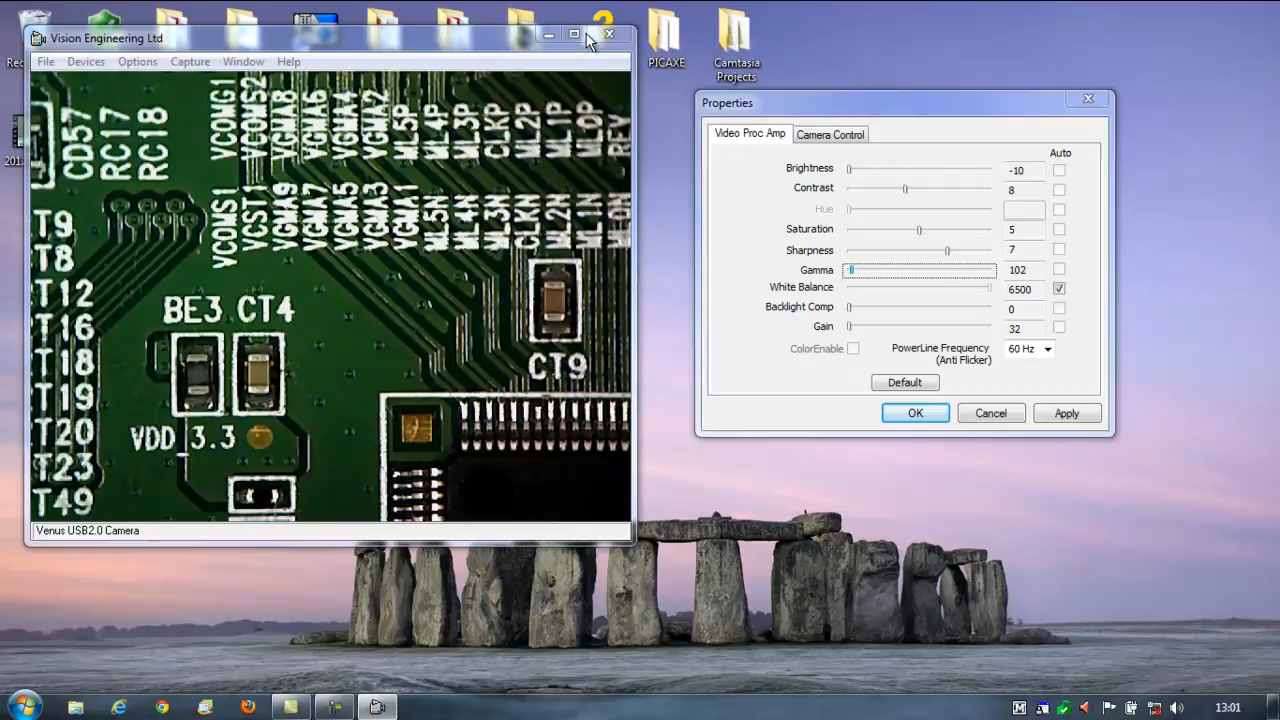 Vision Engineering Ltd
File Devices Options Capture Window Help
CD57
RC17
RC18
VCOMG1
VCOMS2
VGMA8
VGMA6
VGMA4
VGMA2
ML5P
ML4P
ML3P
CLKP
ML2P
ML1P
ML0P
REV
VCOMS1
VCST1
VGMA9
VGMA7
VGMA5
VGMA3
VGMA1
ML5N
ML4N
ML3N
CLKN
ML2N
ML1N
T9
T8
T12
T16
T18
T19
T20
T23
T49
BE3 CT4
CT9
VDD 3.3
Venus USB2.0 Camera
PICAXE
Camtasia
Projects
Properties
Video Proc Amp
Camera Control
Auto
Brightness -10
Contrast 8
Hue
Saturation 5
Sharpness 7
Gamma 102
White Balance 6500
Backlight Comp 0
Gain 32
ColorEnable
PowerLine Frequency
(Anti Flicker)
60 Hz
Default
OK
Cancel
Apply
13:01